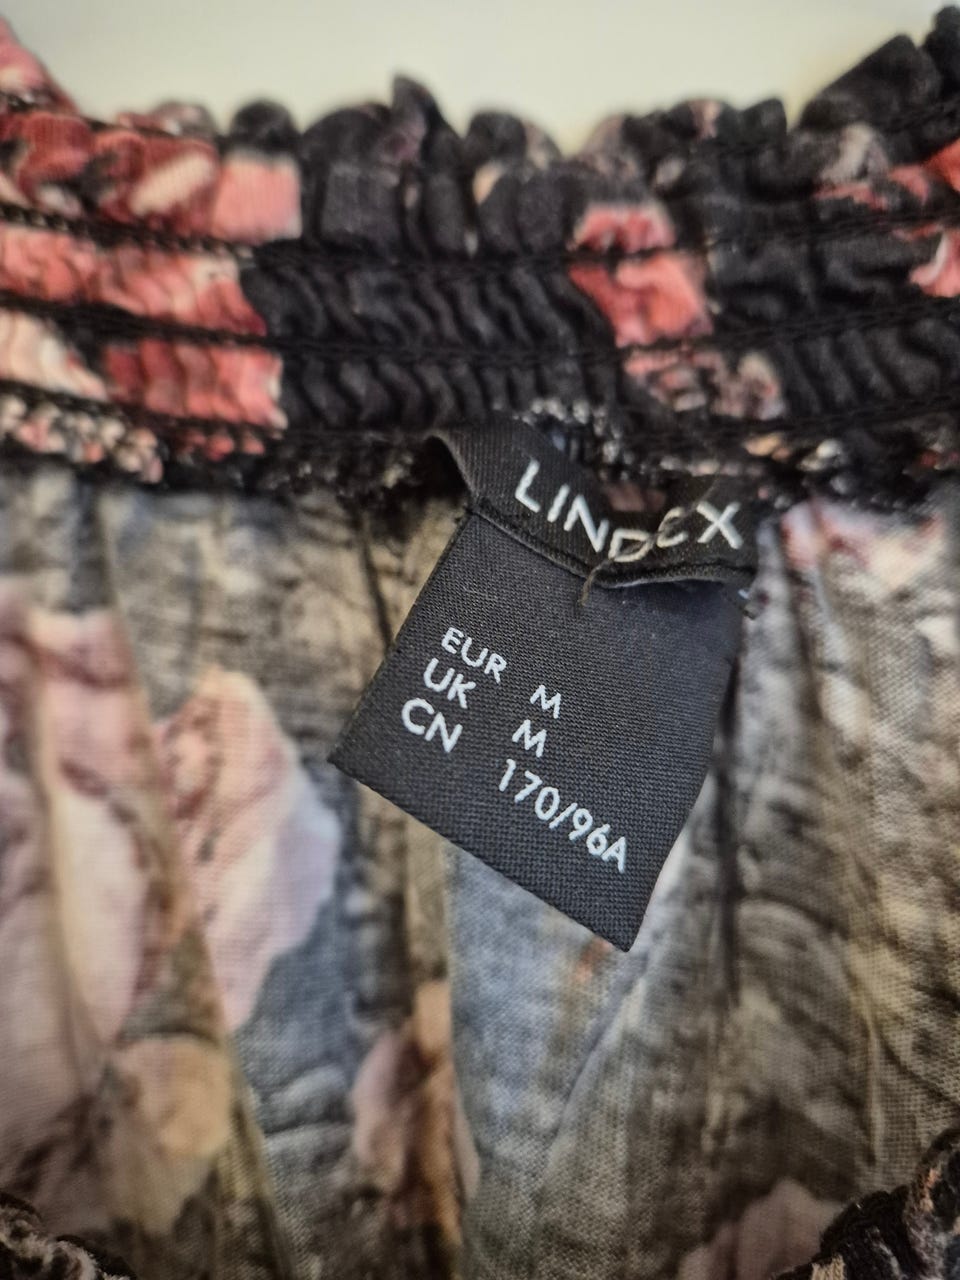 LINDEX
EUR M
UK M
CN 170/96A